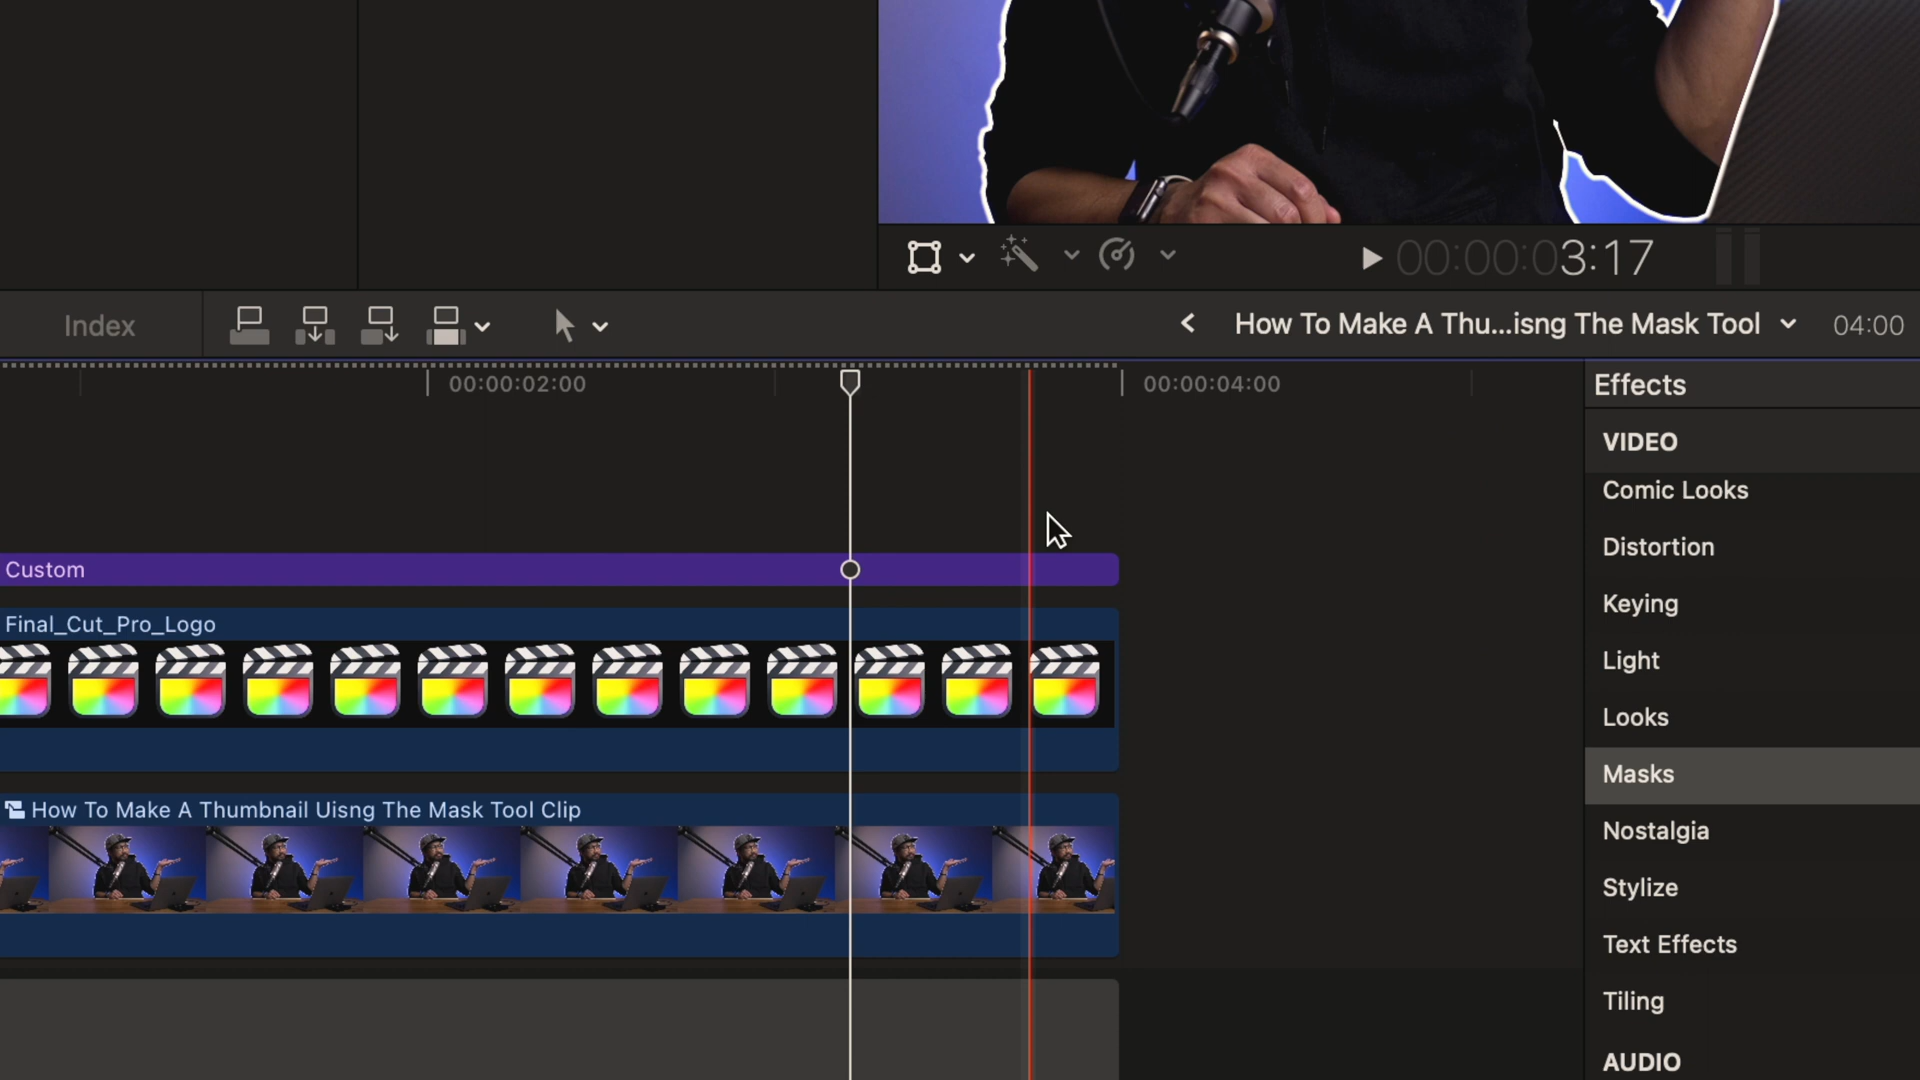 00:00:03:17
Index
How To Make A Thu...isng The Mask Tool
04:00
00:00:02:00
00:00:04:00
Effects
VIDEO
Comic Looks
Distortion
Keying
Light
Looks
Masks
Nostalgia
Stylize
Text Effects
Tiling
AUDIO
Custom
Final_Cut_Pro_Logo
How To Make A Thumbnail Uisng The Mask Tool Clip